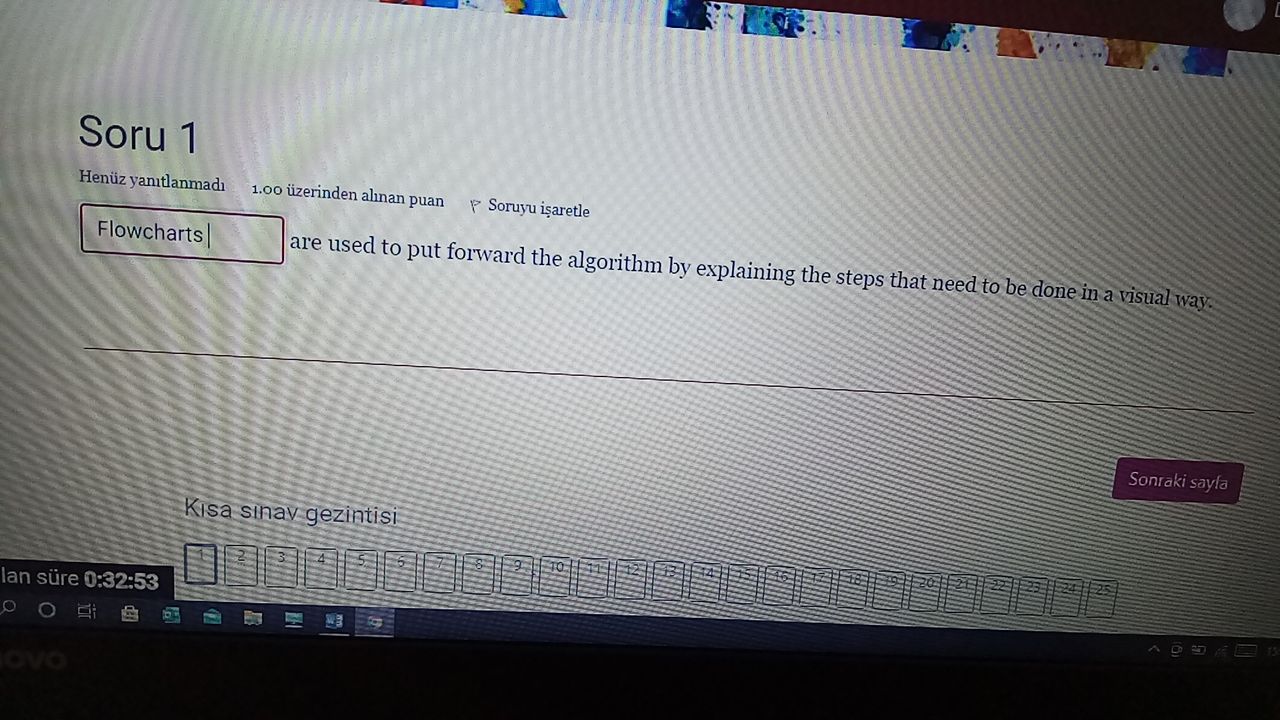 Soru 1
Henüz yanıtlanmadı 1.00 üzerinden alınan puan Soruyu işaretle
Flowcharts are used to put forward the algorithm by explaining the steps that need to be done in a visual way.
Sonraki sayfa
Kısa sınav gezintisi
1 2 3 4 5 6 7 8 9 10 11 12 13 14 15 16 17 18 19 20 21 22 23 24 25
lan süre 0:32:53
ovo